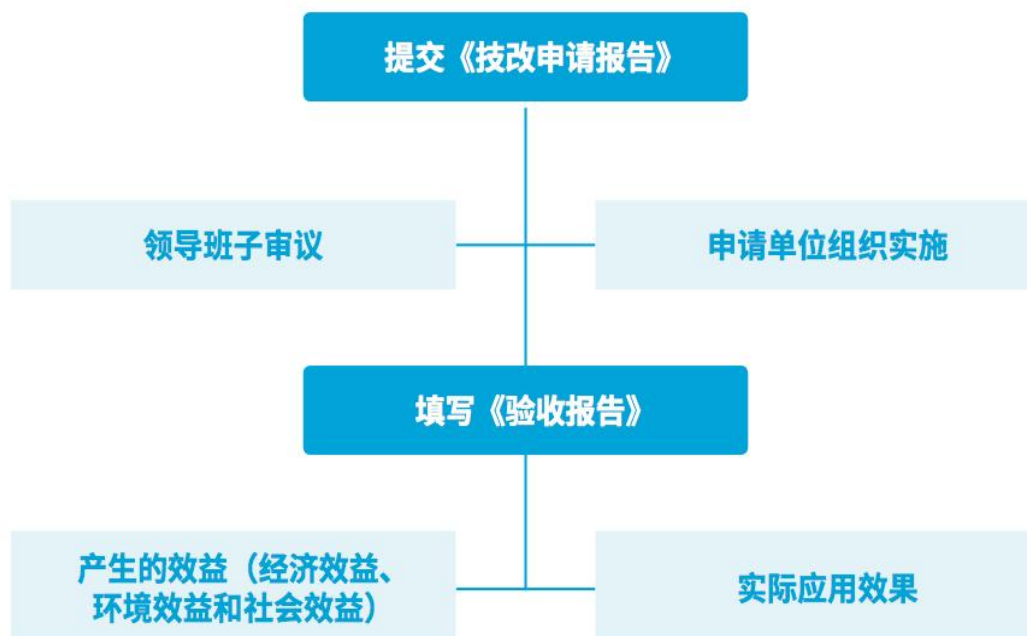 提交《技改申请报告》
领导班子审议
申请单位组织实施
填写《验收报告》
产生的效益（经济效益、
环境效益和社会效益）
实际应用效果